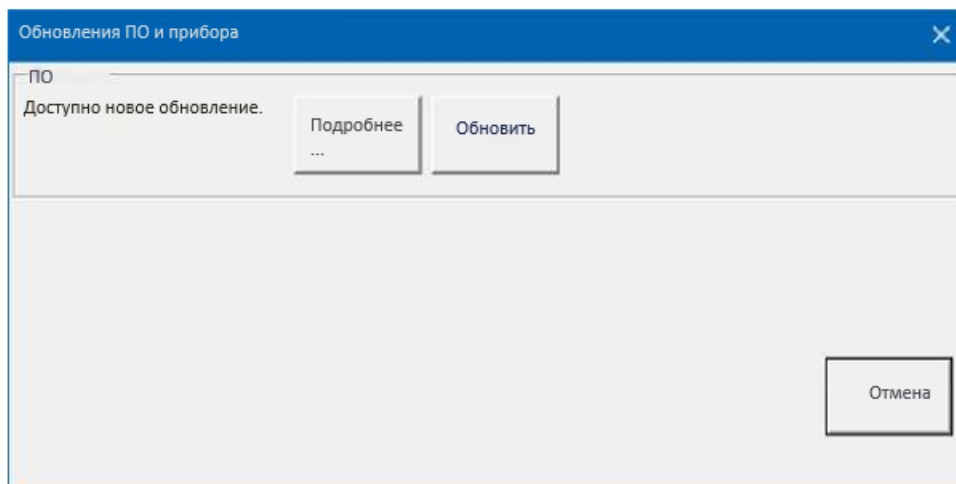 Обновления ПО и прибора
ПО
Доступно новое обновление.
Подробнее
...
Обновить
Отмена